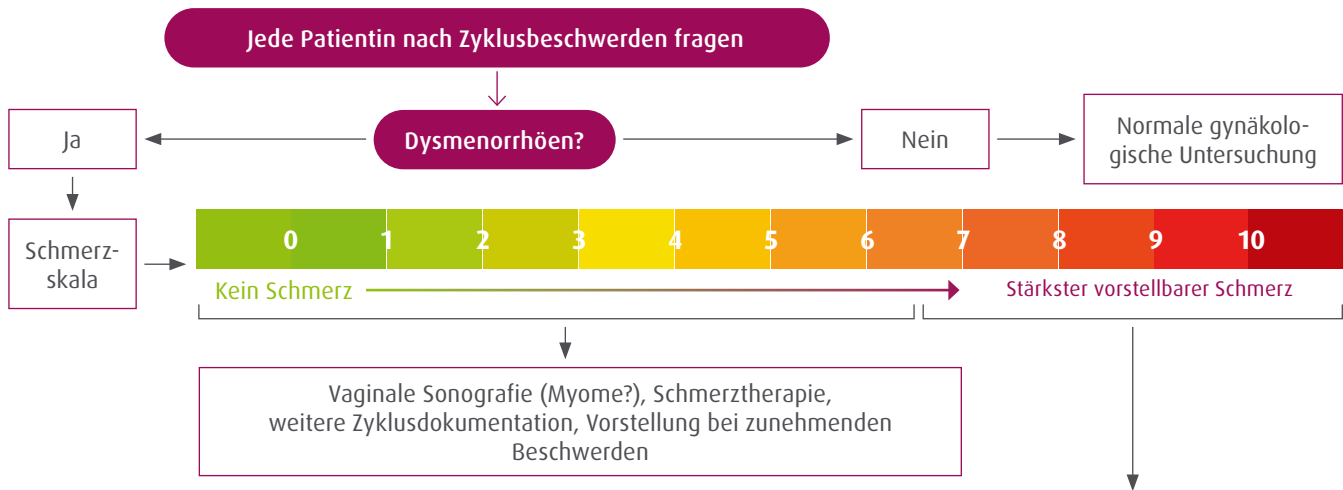 Jede Patientin nach Zyklusbeschwerden fragen
Ja
Dysmenorrhöen?
Nein
Normale gynäkolo-
gische Untersuchung
Schmerz-
skala
0 1 2 3 4 5 6 7 8 9 10
Kein Schmerz
Stärkster vorstellbarer Schmerz
Vaginale Sonografie (Myome?), Schmerztherapie,
weitere Zyklusdokumentation, Vorstellung bei zunehmenden
Beschwerden